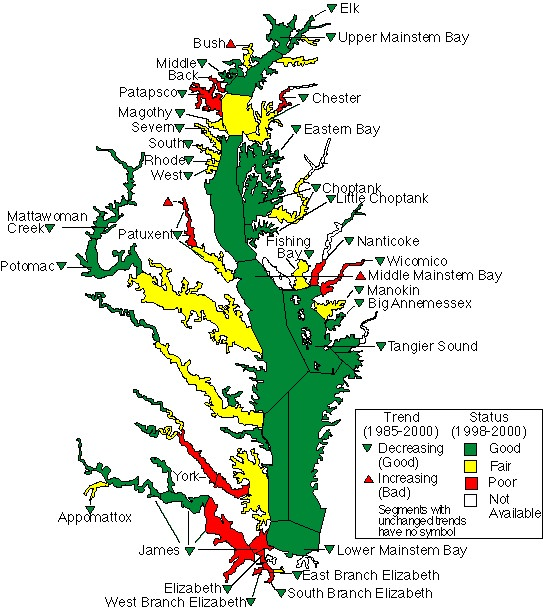 Elk
Upper Mainstem Bay
Bush
Middle
Back
Patapsco
Chester
Magothy
Severn
Eastern Bay
South
Rhode
West
Choptank
Little Choptank
Mattawoman
Creek
Patuxent
Fishing
Bay
Nanticoke
Potomac
Wicomico
Middle Mainstem Bay
Manokin
Big Annemessex
Tangier Sound
Trend
(1985-2000)
Decreasing
(Good)
Increasing
(Bad)
Segments with
unchanged trends
have no symbol
Status
(1998-2000)
Good
Fair
Poor
Not
Available
York
Appomattox
James
Lower Mainstem Bay
East Branch Elizabeth
Elizabeth
South Branch Elizabeth
West Branch Elizabeth